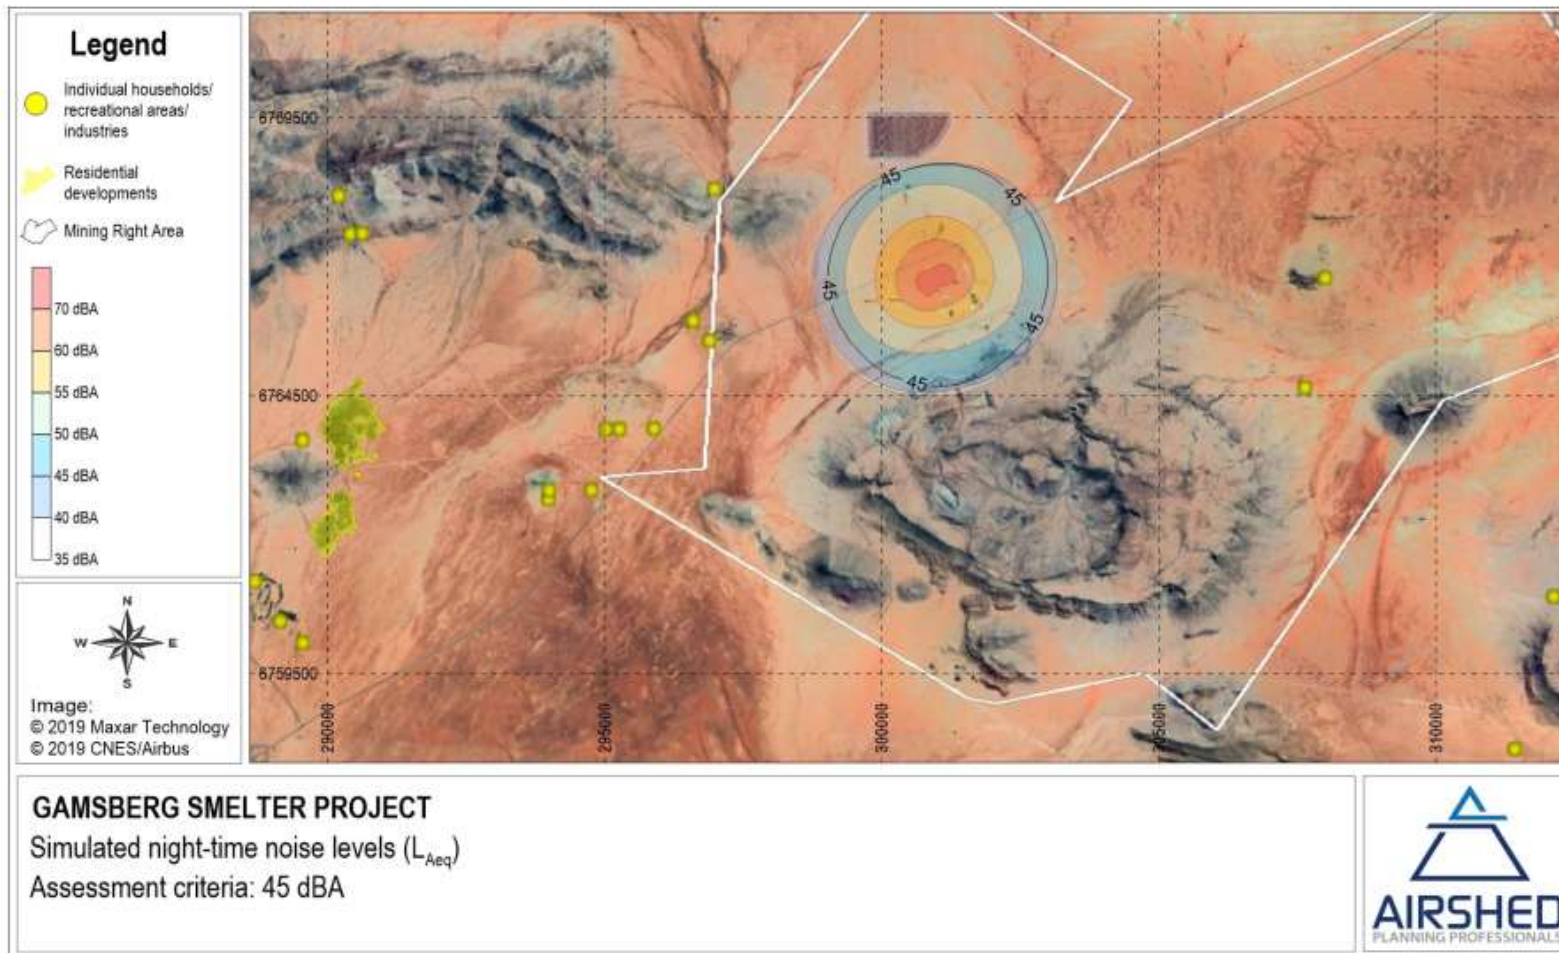 Legend
Individual households/
recreational areas/
industries
Residential
developments
Mining Right Area
70 dBA
60 dBA
55 dBA
50 dBA
45 dBA
40 dBA
35 dBA
N
W E
S
Image:
© 2019 Maxar Technology
© 2019 CNES/Airbus
6769500
6764500
6759500
290000
295000
300000
305000
310000
45
45
45
45
45
GAMSBERG SMELTER PROJECT
Simulated night-time noise levels (LAeq)
Assessment criteria: 45 dBA
AIRSHED
PLANNING PROFESSIONALS